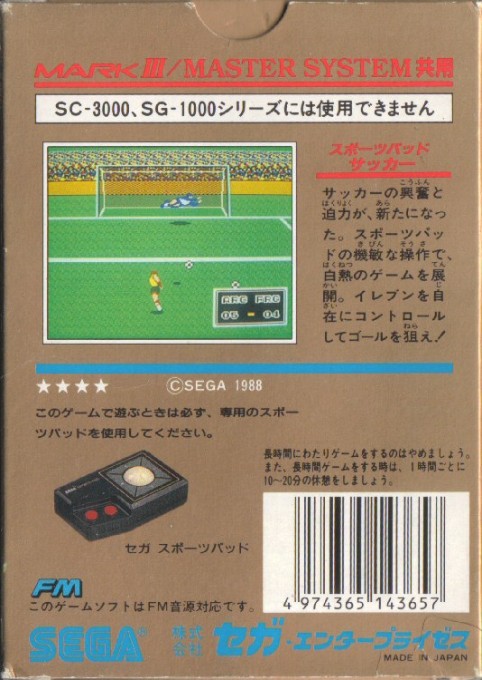 MARK III/MASTER SYSTEM 共用
SC-3000、SG-1000シリーズには使用できません
スポーツパッド
サッカー
サッカーの興奮と
迫力が、新たになっ
た。スポーツパッ
ドの機敏な操作で、
白熱のゲームを展
開。イレブンを自
在にコントロール
してゴールを狙え!
ARG FRG
05 - 04
★★★★
©SEGA 1988
このゲームで遊ぶときは必ず、専用のスポー
ツパッドを使用してください。
セガ スポーツパッド
長時間にわたりゲームをするのはやめましょう。
また、長時間ゲームをする時は、1時間ごとに
10〜20分の休憩をしましょう。
4 974365 143657
FM
このゲームソフトはFM音源対応です。
SEGA® 株式会社 セガ・エンタープライゼス
MADE IN JAPAN